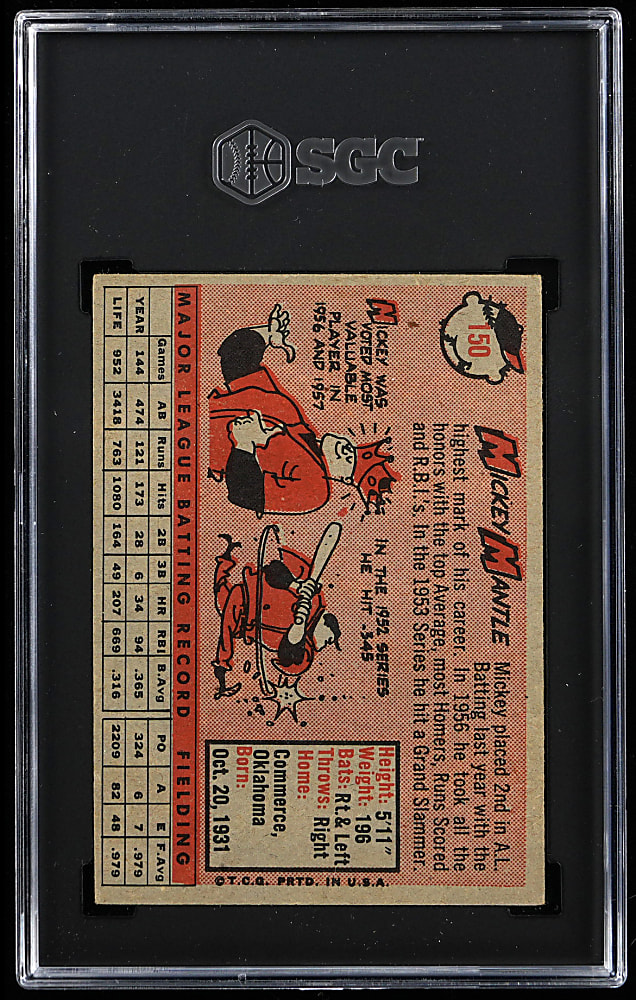 SGC
150
MICKEY MANTLE
Mickey placed 2nd in A.L.
Batting last year with the
highest mark of his career. In 1956 he took all the
honors with the top Average, most Homers, Runs Scored
and R.B.I.s. In the 1953 Series he hit a Grand Slammer.
MICKEY WAS
VOTED MOST
VALUABLE
PLAYER IN
1956 AND 1957
IN THE 1952 SERIES
HE HIT .345
Height: 5'11"
Weight: 196
Bats: Rt. & Left
Throws: Right
Home:
Commerce,
Oklahoma
Born:
Oct. 20, 1931
MAJOR LEAGUE BATTING RECORD FIELDING
Games AB Runs Hits 2B 3B HR RBI B.Avg PO A E F.Avg
YEAR 144 474 121 173 28 6 34 94 .365 324 6 7 .979
LIFE 952 3418 763 1080 164 49 207 669 .316 2209 82 48 .979
©T.C.G. PRTD. IN U.S.A.